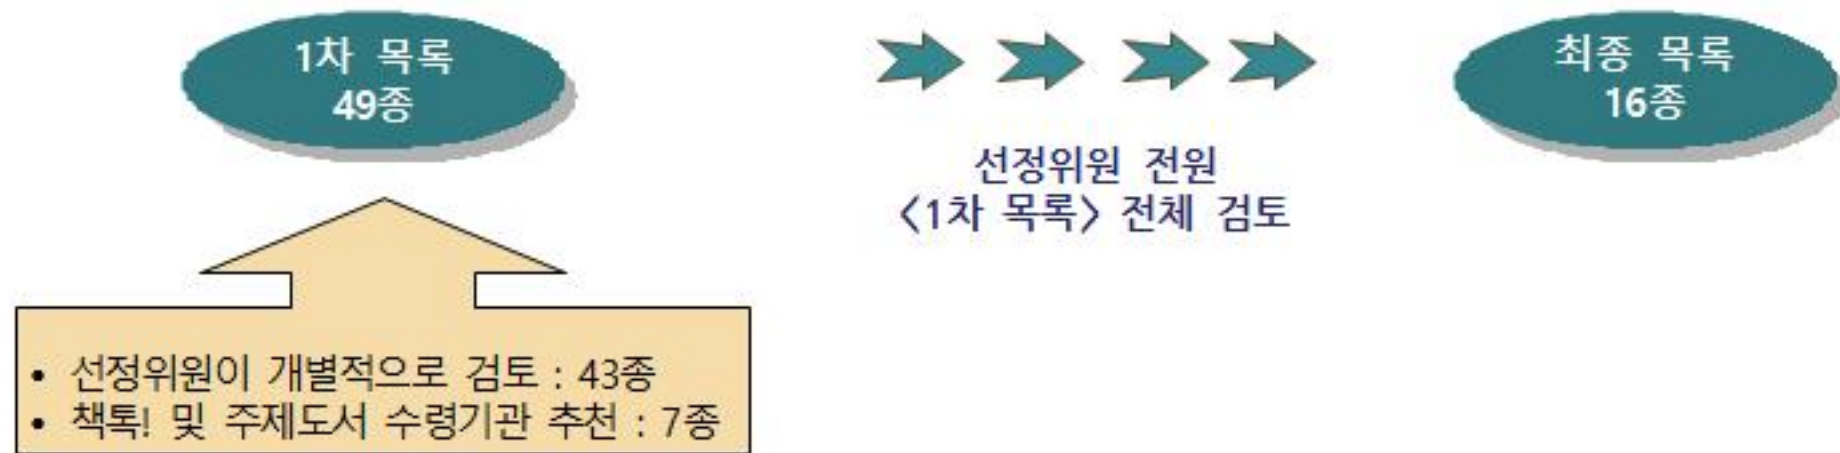 1차 목록
49종
최종 목록
16종
선정위원 전원
<1차 목록> 전체 검토
• 선정위원이 개별적으로 검토 : 43종
• 책톡! 및 주제도서 수령기관 추천 : 7종